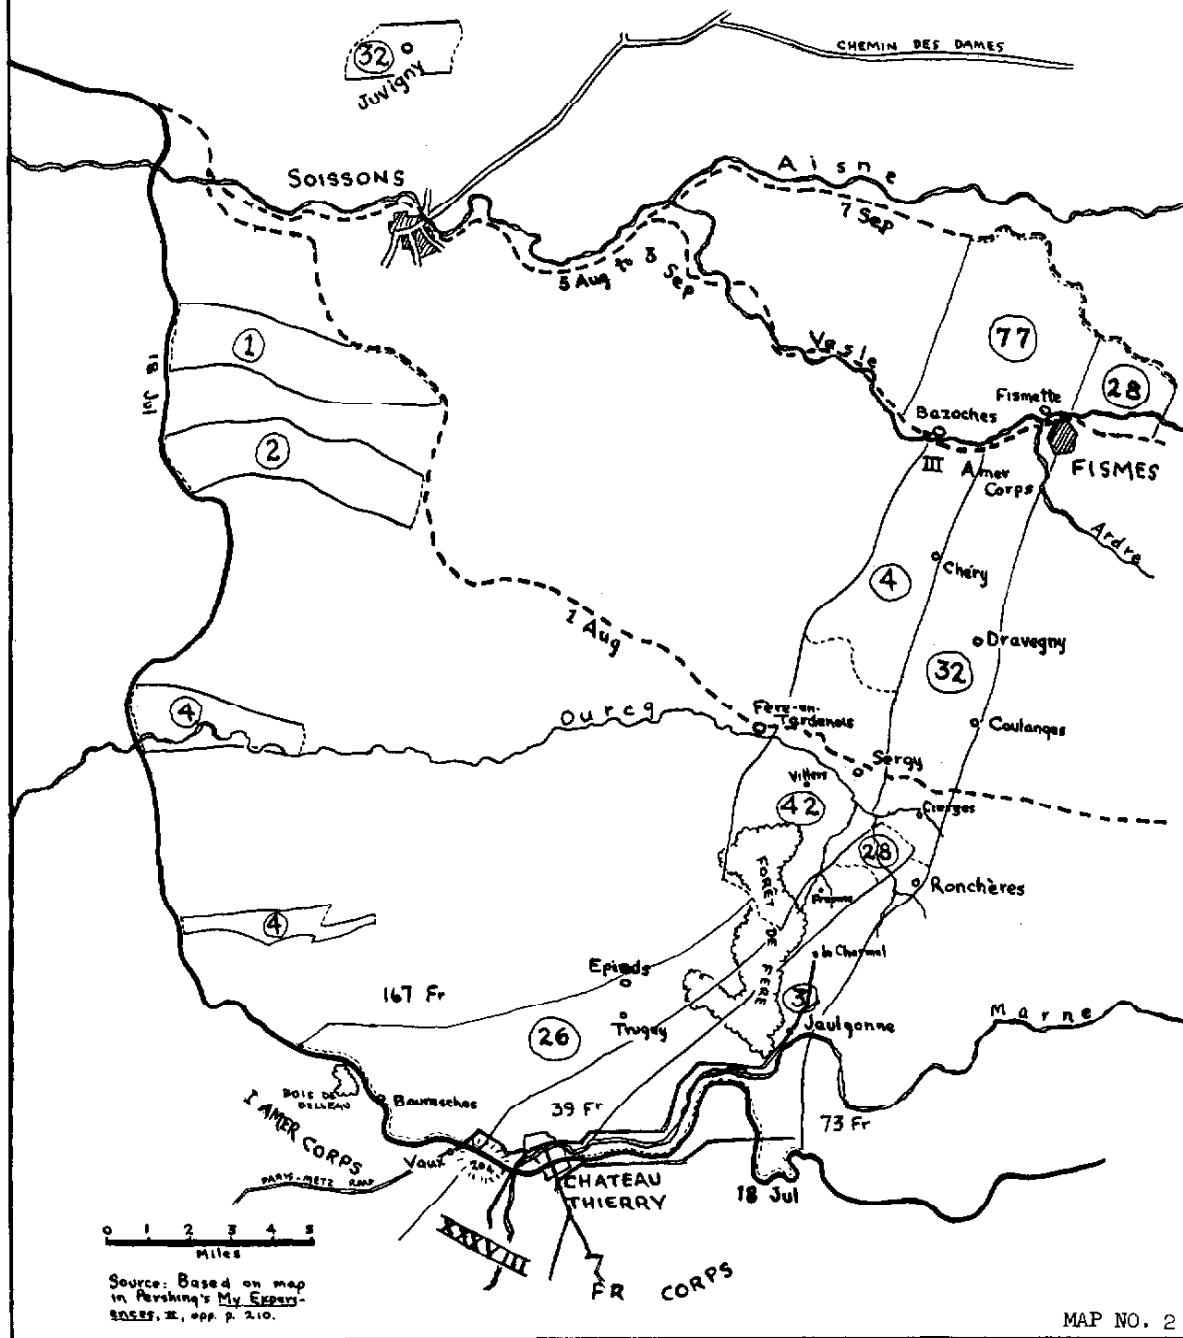 CHEMIN DES DAMES
32
Juvigny
SOISSONS
Aisne
7 Sep
5 Aug to 3 Sep
77
1
18 Jul
Vesle
28
Fismette
Bazoches
2
III Amer
Corps
FISMES
Ardre
4
Chéry
1 Aug
Dravegny
32
4
Ourcq
Fère-en-
Tardenois
Coulanges
Sergy
Villers
42
Cierges
28
FORÊT DE FÈRE
Ronchères
4
le Charmel
Epieds
167 Fr
3
Jaulgonne
Marne
26
Trugny
BOIS DE
BELLEAU
Bouresches
39 Fr
73 Fr
I AMER CORPS
Vaux
204
PARIS-METZ ROAD
CHATEAU
THIERRY
18 Jul
XXXVIII
FR CORPS
0 1 2 3 4 5
Miles
Source: Based on map
in Pershing's My Experi-
ences, II, opp. p. 210.
MAP NO. 2